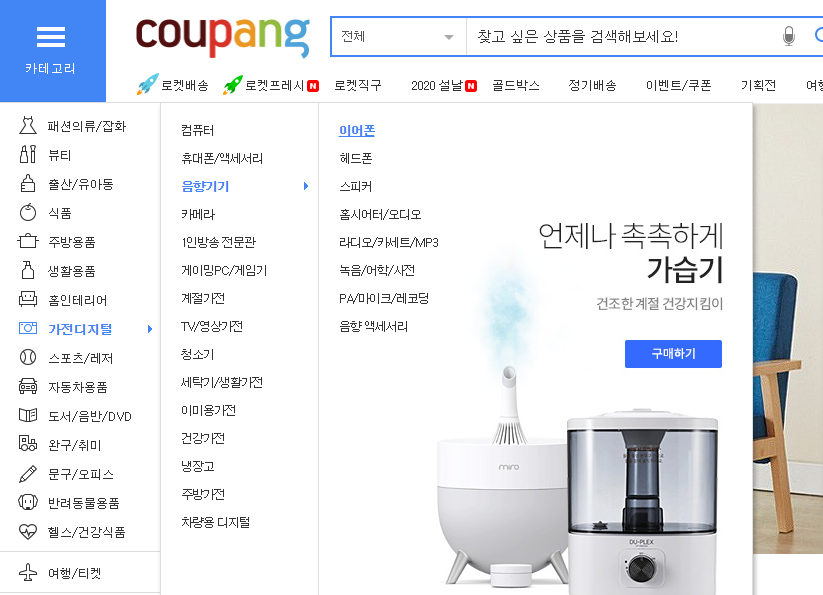 카테고리
coupang
전체
찾고 싶은 상품을 검색해보세요!
로켓배송
로켓프레시 N
로켓직구
2020 설날 N
골드박스
정기배송
이벤트/쿠폰
기획전
패션의류/잡화
뷰티
출산/유아동
식품
주방용품
생활용품
홈인테리어
가전디지털
스포츠/레저
자동차용품
도서/음반/DVD
완구/취미
문구/오피스
반려동물용품
헬스/건강식품
여행/티켓
컴퓨터
휴대폰/액세서리
음향기기
카메라
1인방송 전문관
게이밍PC/게임기
계절가전
TV/영상가전
청소기
세탁기/생활가전
이미용가전
건강가전
냉장고
주방가전
차량용 디지털
이어폰
헤드폰
스피커
홈시어터/오디오
라디오/카세트/MP3
녹음/어학/사전
PA/마이크/레코딩
음향 액세서리
언제나 촉촉하게
가습기
건조한 계절 건강지킴이
구매하기
miro
DU-PLEX